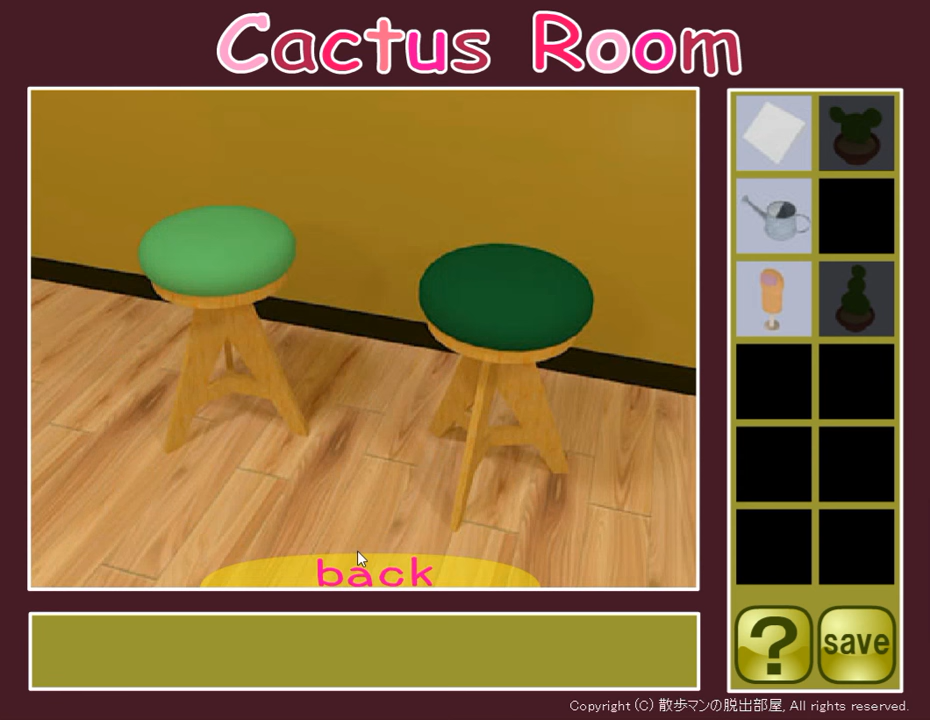 Cactus Room
back
?
save
Copyright (C) 散歩マンの脱出部屋, All rights reserved.